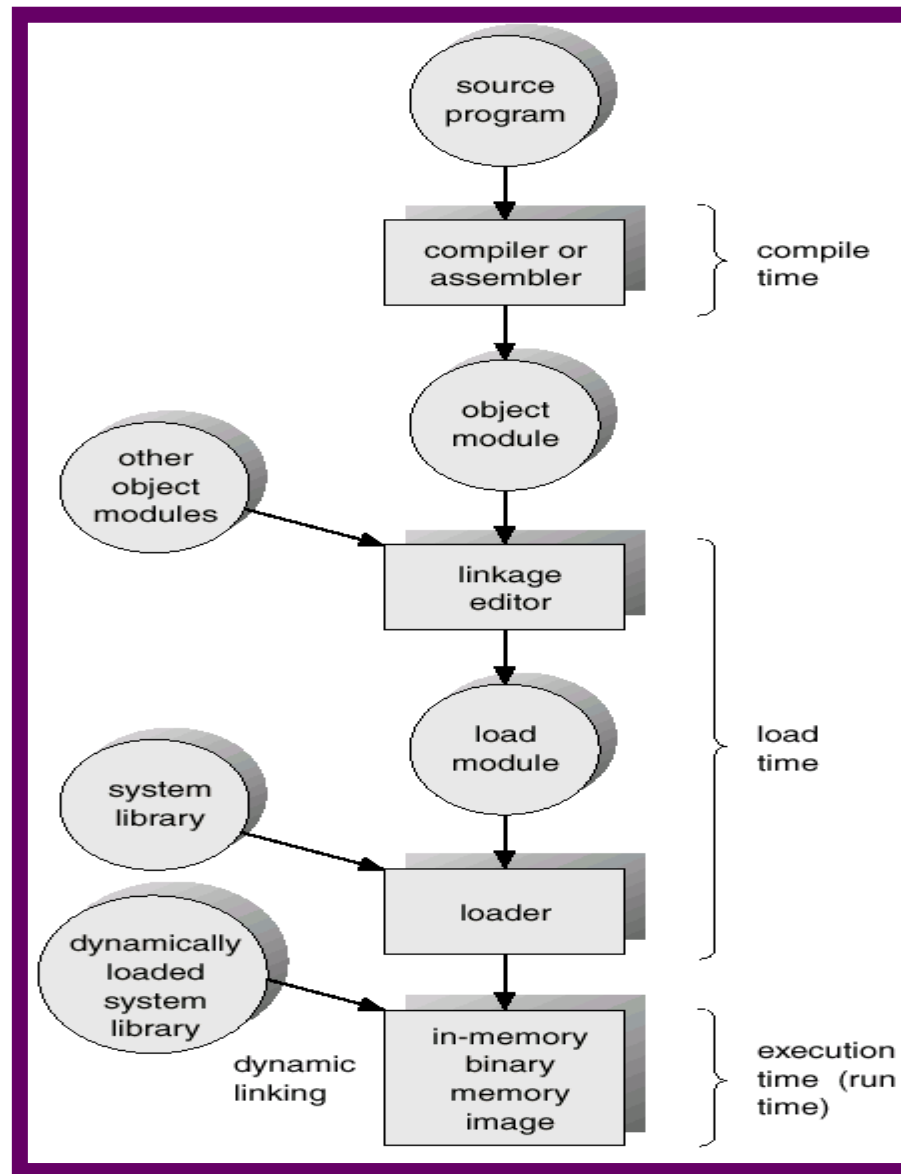 source
program
compiler or
assembler
compile
time
object
module
other
object
modules
linkage
editor
load
module
load
time
system
library
loader
dynamically
loaded
system
library
dynamic
linking
in-memory
binary
memory
image
execution
time (run
time)